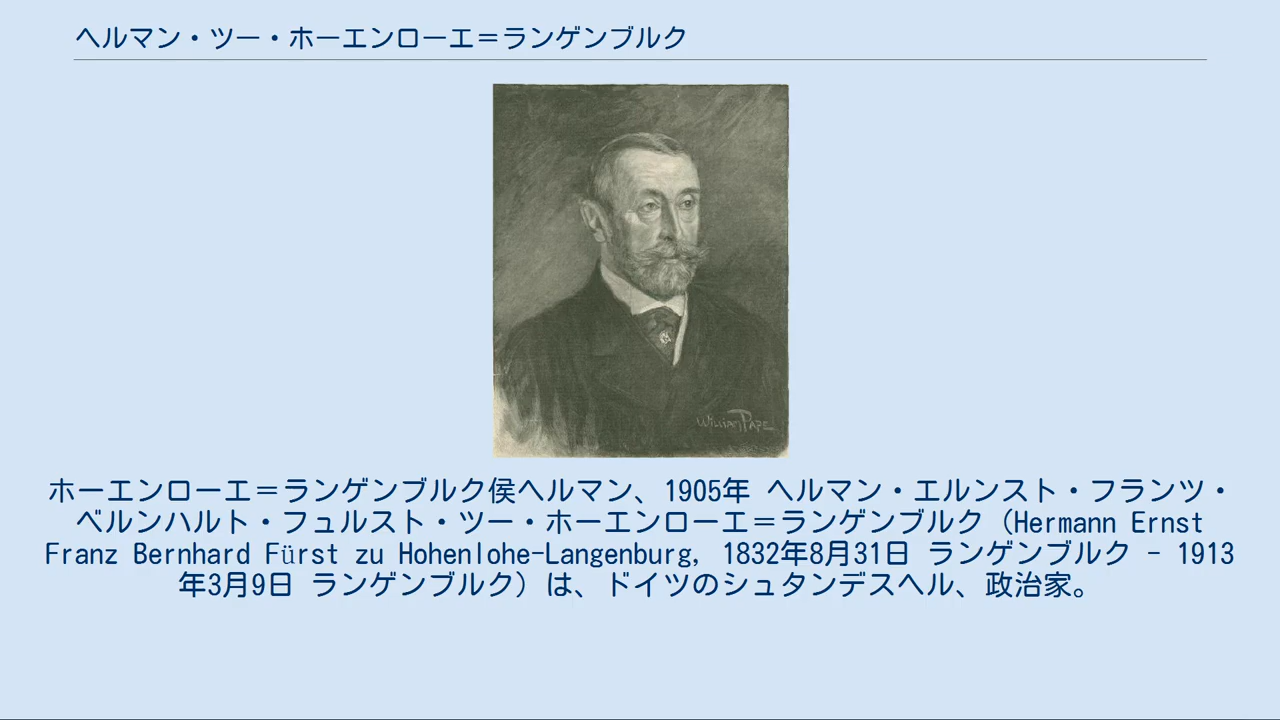 ヘルマン・ツー・ホーエンローエ＝ランゲンブルク
William Pape
ホーエンローエ＝ランゲンブルク侯ヘルマン、1905年 ヘルマン・エルンスト・フランツ・
ベルンハルト・フュルスト・ツー・ホーエンローエ＝ランゲンブルク（Hermann Ernst
Franz Bernhard Fürst zu Hohenlohe-Langenburg, 1832年8月31日 ランゲンブルク - 1913
年3月9日 ランゲンブルク）は、ドイツのシュタンデスヘル、政治家。